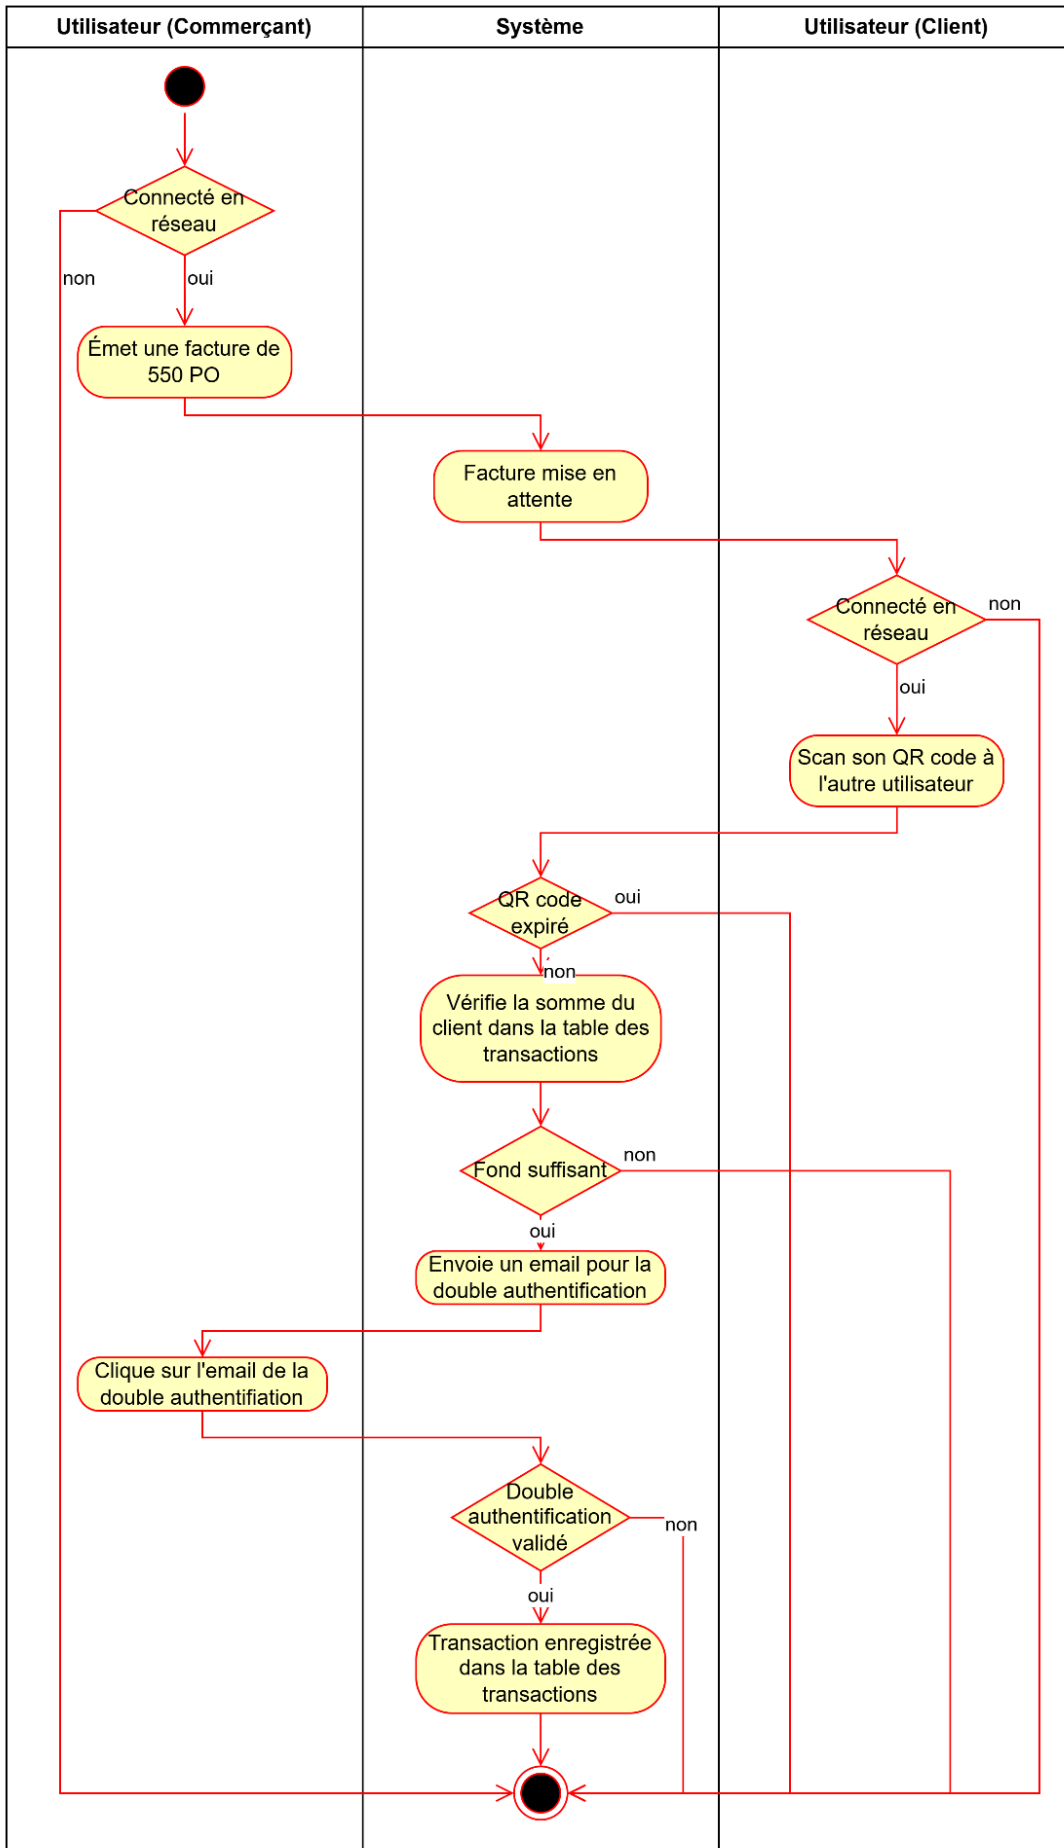 Utilisateur (Commerçant)
Système
Utilisateur (Client)
Connecté en
réseau
non
oui
Émet une facture de
550 PO
Facture mise en
attente
Connecté en
réseau
non
oui
Scan son QR code à
l'autre utilisateur
QR code
expiré
oui
non
Vérifie la somme du
client dans la table des
transactions
Fond suffisant
non
oui
Envoie un email pour la
double authentification
Clique sur l'email de la
double authentifiation
Double
authentification
validé
non
oui
Transaction enregistrée
dans la table des
transactions